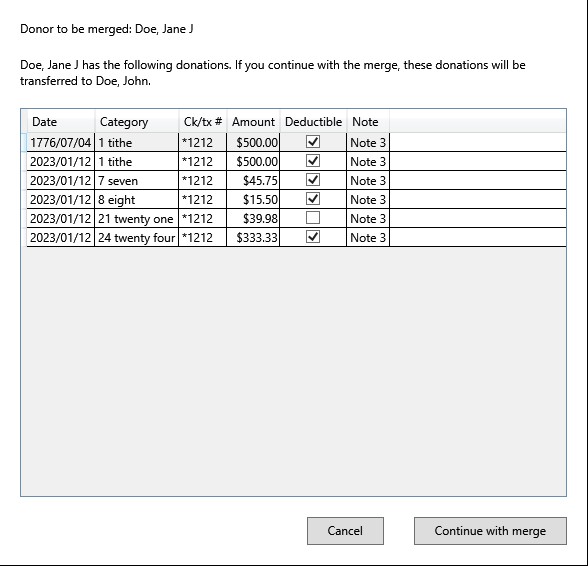 Donor to be merged: Doe, Jane J
Doe, Jane J has the following donations. If you continue with the merge, these donations will be
transferred to Doe, John.
Date Category Ck/tx # Amount Deductible Note
1776/07/04 1 tithe *1212 $500.00 Note 3
2023/01/12 1 tithe *1212 $500.00 Note 3
2023/01/12 7 seven *1212 $45.75 Note 3
2023/01/12 8 eight *1212 $15.50 Note 3
2023/01/12 21 twenty one *1212 $39.98 Note 3
2023/01/12 24 twenty four *1212 $333.33 Note 3
Cancel Continue with merge